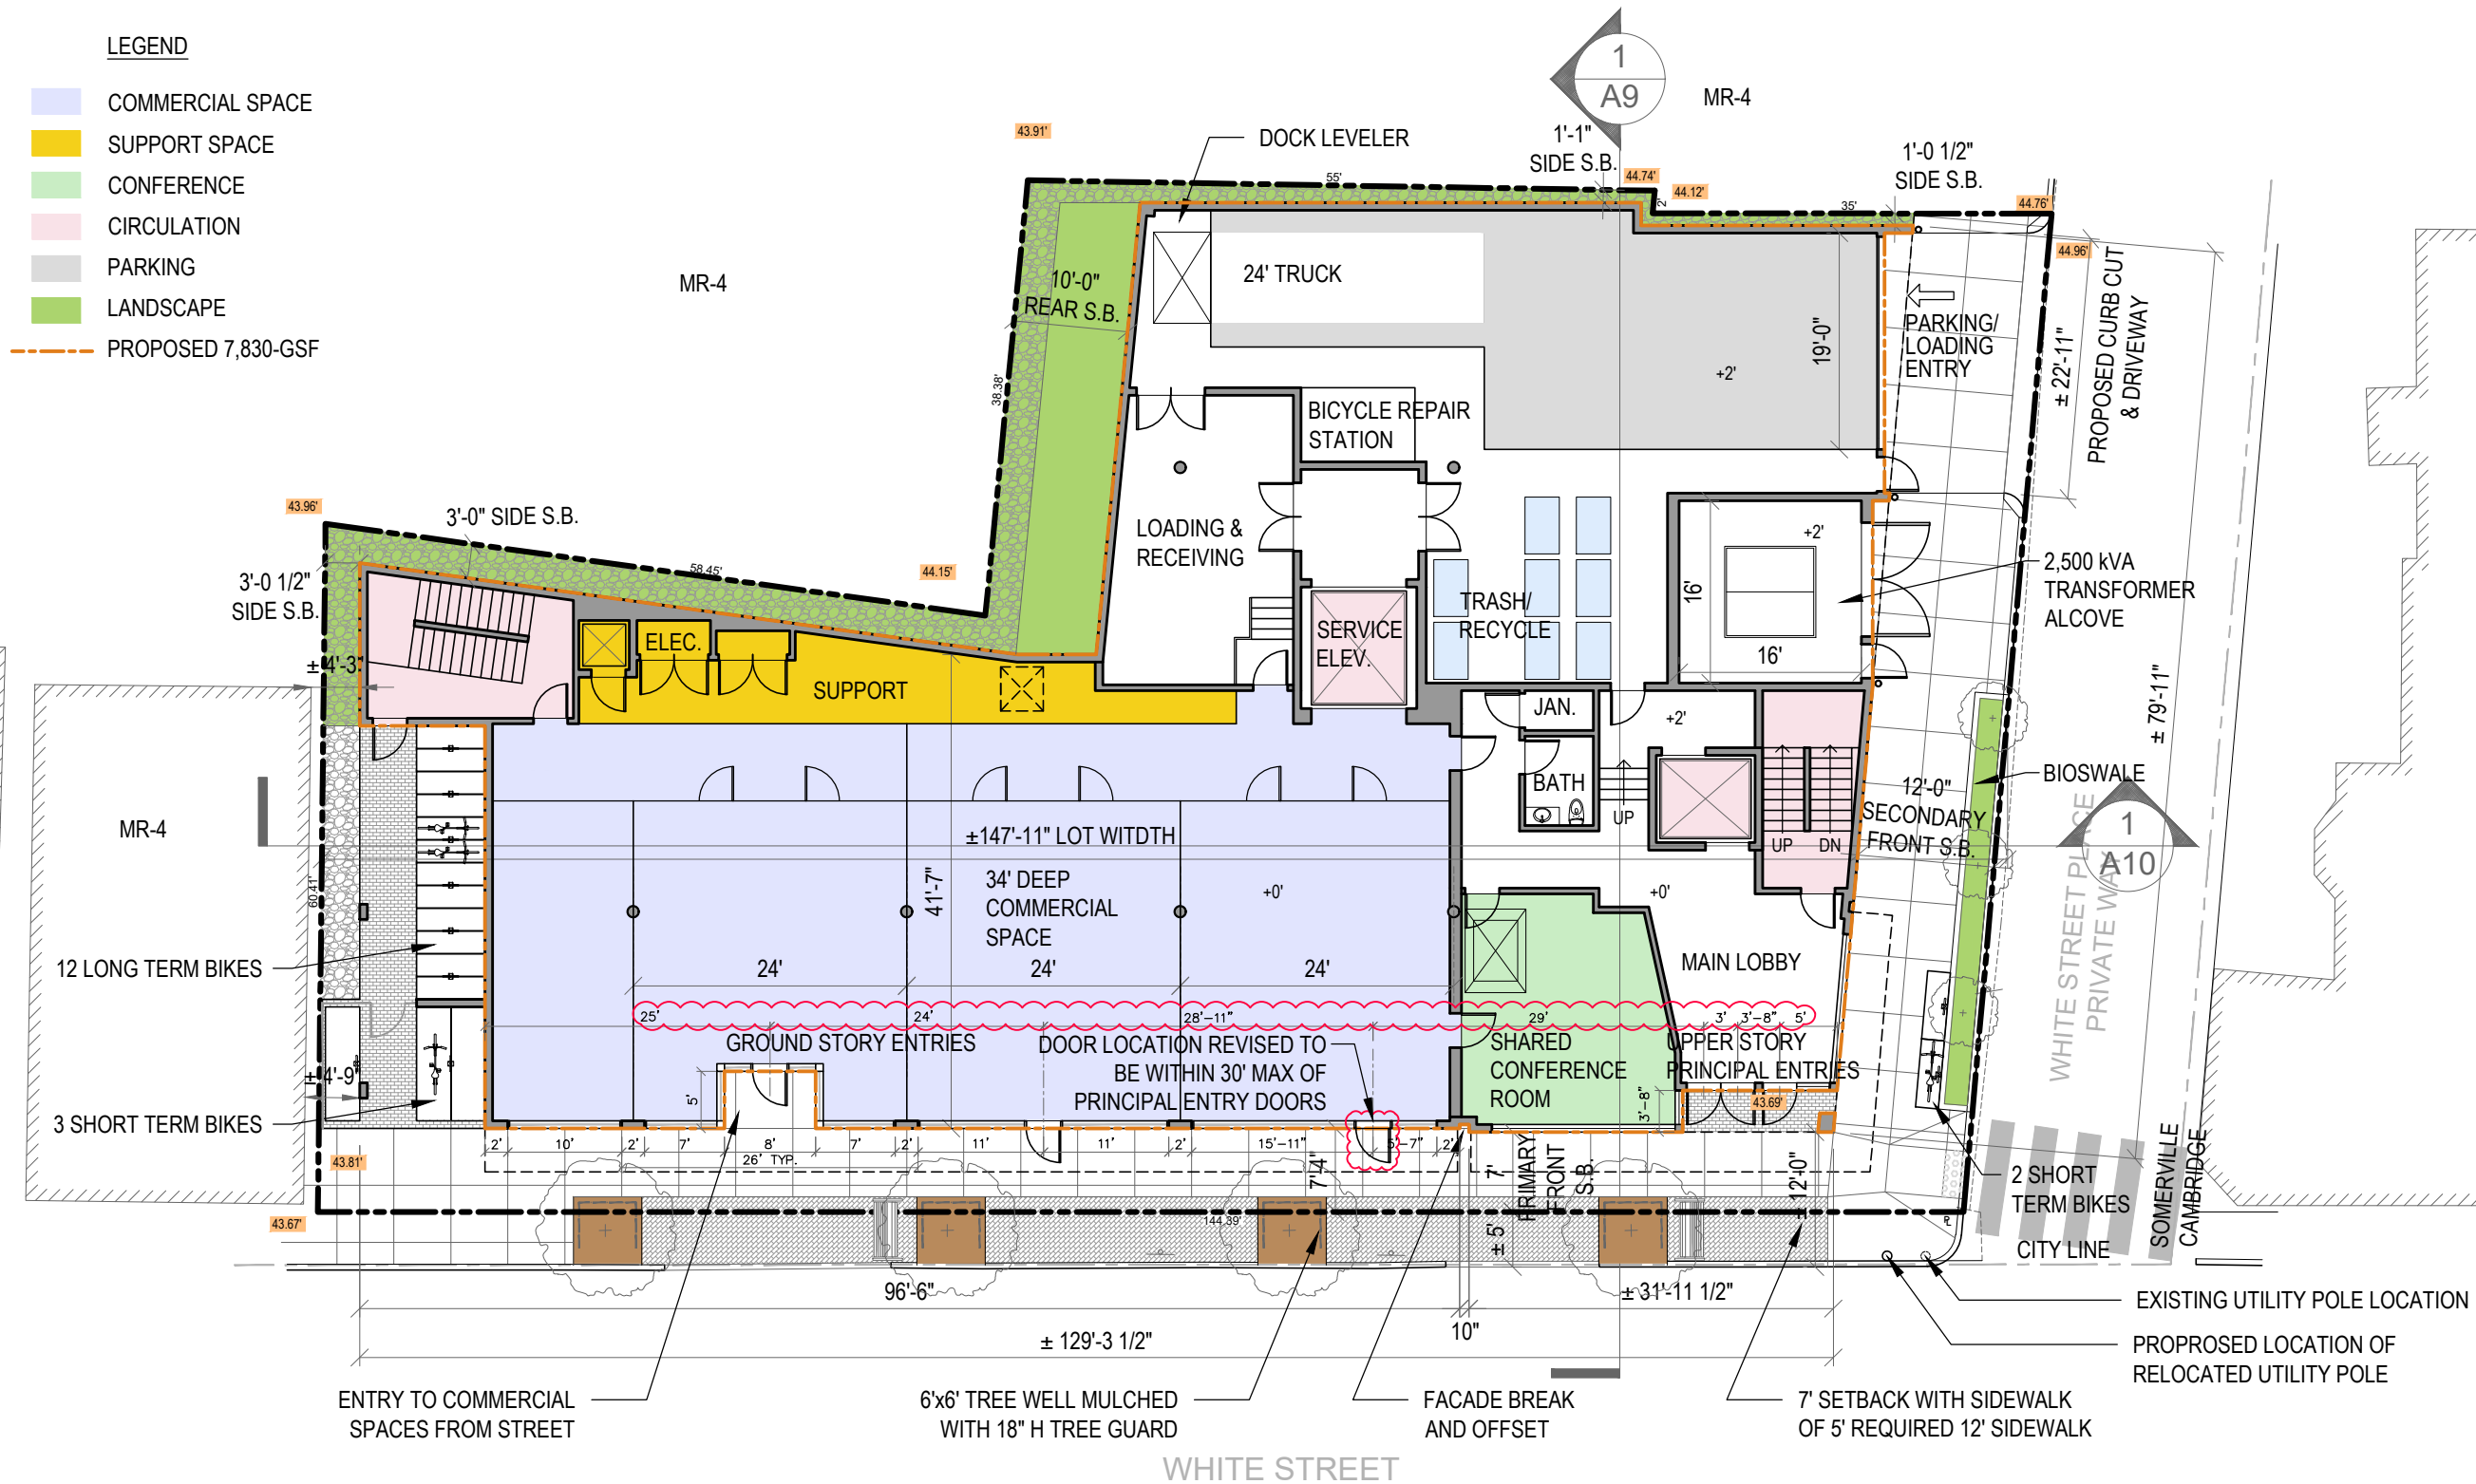 LEGEND
COMMERCIAL SPACE
SUPPORT SPACE
CONFERENCE
CIRCULATION
PARKING
LANDSCAPE
PROPOSED 7,830-GSF
1
A9
MR-4
43.91'
DOCK LEVELER
1'-1"
SIDE S.B.
44.74'
44.12'
1'-0 1/2"
SIDE S.B.
44.76'
55'
2'
35'
44.96'
MR-4
10'-0"
REAR S.B.
24' TRUCK
PARKING/
LOADING
ENTRY
19'-0"
+2'
± 22'-11"
PROPOSED CURB CUT
& DRIVEWAY
38.38'
BICYCLE REPAIR
STATION
43.96'
3'-0" SIDE S.B.
LOADING &
RECEIVING
+2'
2,500 kVA
TRANSFORMER
ALCOVE
58.45'
44.15'
3'-0 1/2"
SIDE S.B.
16'
16'
TRASH/
RECYCLE
SERVICE
ELEV.
ELEC.
± 4'-3"
SUPPORT
JAN.
+2'
± 79'-11"
BATH
UP
UP
DN
BIOSWALE
12'-0"
SECONDARY
FRONT S.B.
1
A10
WHITE STREET PLACE
PRIVATE WAY
MR-4
±147'-11" LOT WITDTH
34' DEEP
COMMERCIAL
SPACE
41'-7"
+0'
+0'
60.41'
12 LONG TERM BIKES
24'
24'
24'
MAIN LOBBY
25'
24'
28'-11"
29'
3'
3'-8"
5'
GROUND STORY ENTRIES
DOOR LOCATION REVISED TO
BE WITHIN 30' MAX OF
PRINCIPAL ENTRY DOORS
SHARED
CONFERENCE
ROOM
UPPER STORY
PRINCIPAL ENTRIES
± 4'-9"
3 SHORT TERM BIKES
5'
3'-8"
43.69'
2'
10'
2'
7'
8'
7'
2'
11'
11'
2'
15'-11"
5'-7"
2'
26' TYP.
43.81'
7'-4"
7'
PRIMARY
FRONT
S.B.
± 12'-0"
± 5'
2 SHORT
TERM BIKES
SOMERVILLE
CAMBRIDGE
CITY LINE
43.67'
144.39'
96'-6"
10"
± 31'-11 1/2"
± 129'-3 1/2"
EXISTING UTILITY POLE LOCATION
PROPROSED LOCATION OF
RELOCATED UTILITY POLE
ENTRY TO COMMERCIAL
SPACES FROM STREET
6'x6' TREE WELL MULCHED
WITH 18" H TREE GUARD
FACADE BREAK
AND OFFSET
7' SETBACK WITH SIDEWALK
OF 5' REQUIRED 12' SIDEWALK
WHITE STREET